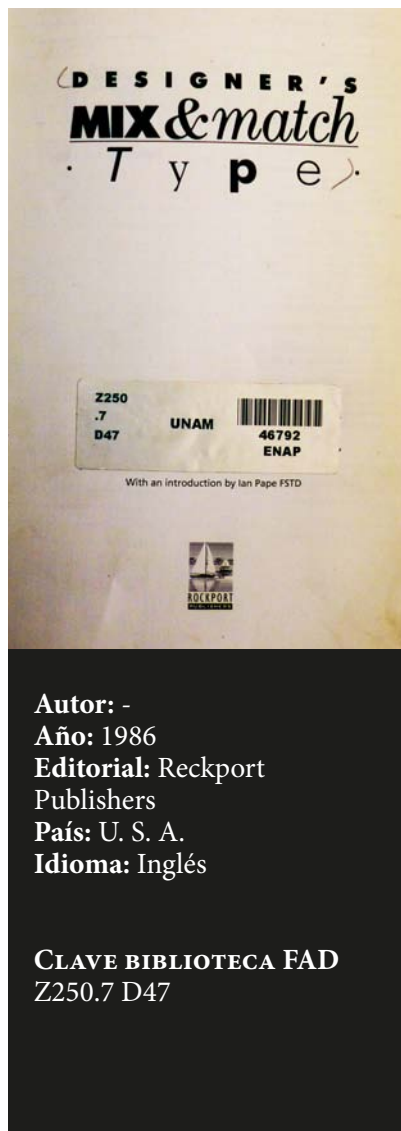 DESIGNER'S
MIX & match
· Type ·
Z250
.7
D47
UNAM
46792
ENAP
With an introduction by Ian Pape FSTD
ROCKPORT
PUBLISHERS
Autor: -
Año: 1986
Editorial: Reckport
Publishers
País: U. S. A.
Idioma: Inglés
CLAVE BIBLIOTECA FAD
Z250.7 D47